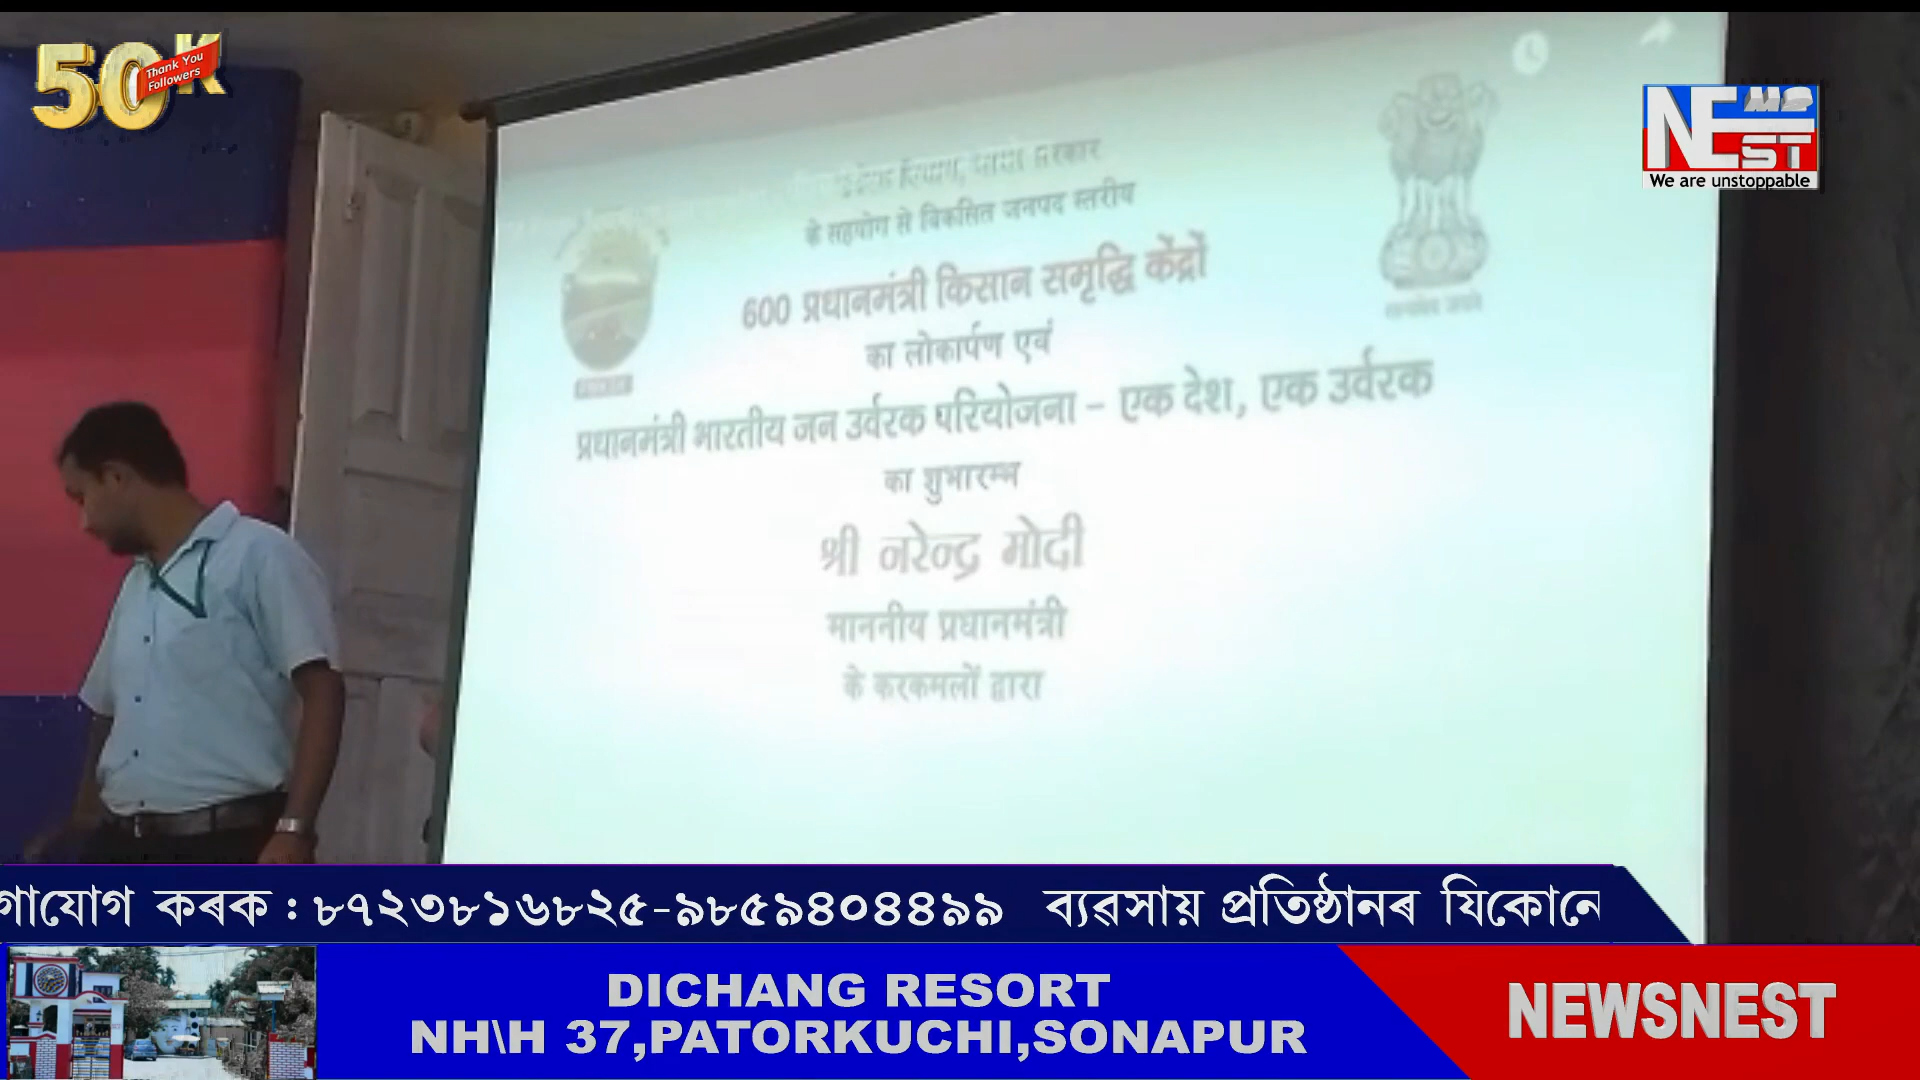 50K
Thank You
Followers
NEST
We are unstoppable
के सहयोग से विकसित जनपद स्तरीय
600 प्रधानमंत्री किसान समृद्धि केंद्रों
का लोकार्पण एवं
प्रधानमंत्री भारतीय जन उर्वरक परियोजना – एक देश, एक उर्वरक
का शुभारम्भ
श्री नरेन्द्र मोदी
माननीय प्रधानमंत्री
के करकमलों द्वारा
গাযোগ কৰক : ৮৭২৩৮১৬৮২৫-৯৮৫৯৪০৪৪৯৯ ব্যৱসায় প্ৰতিষ্ঠানৰ যিকোনে
DICHANG RESORT
NH\H 37,PATORKUCHI,SONAPUR
NEWSNEST